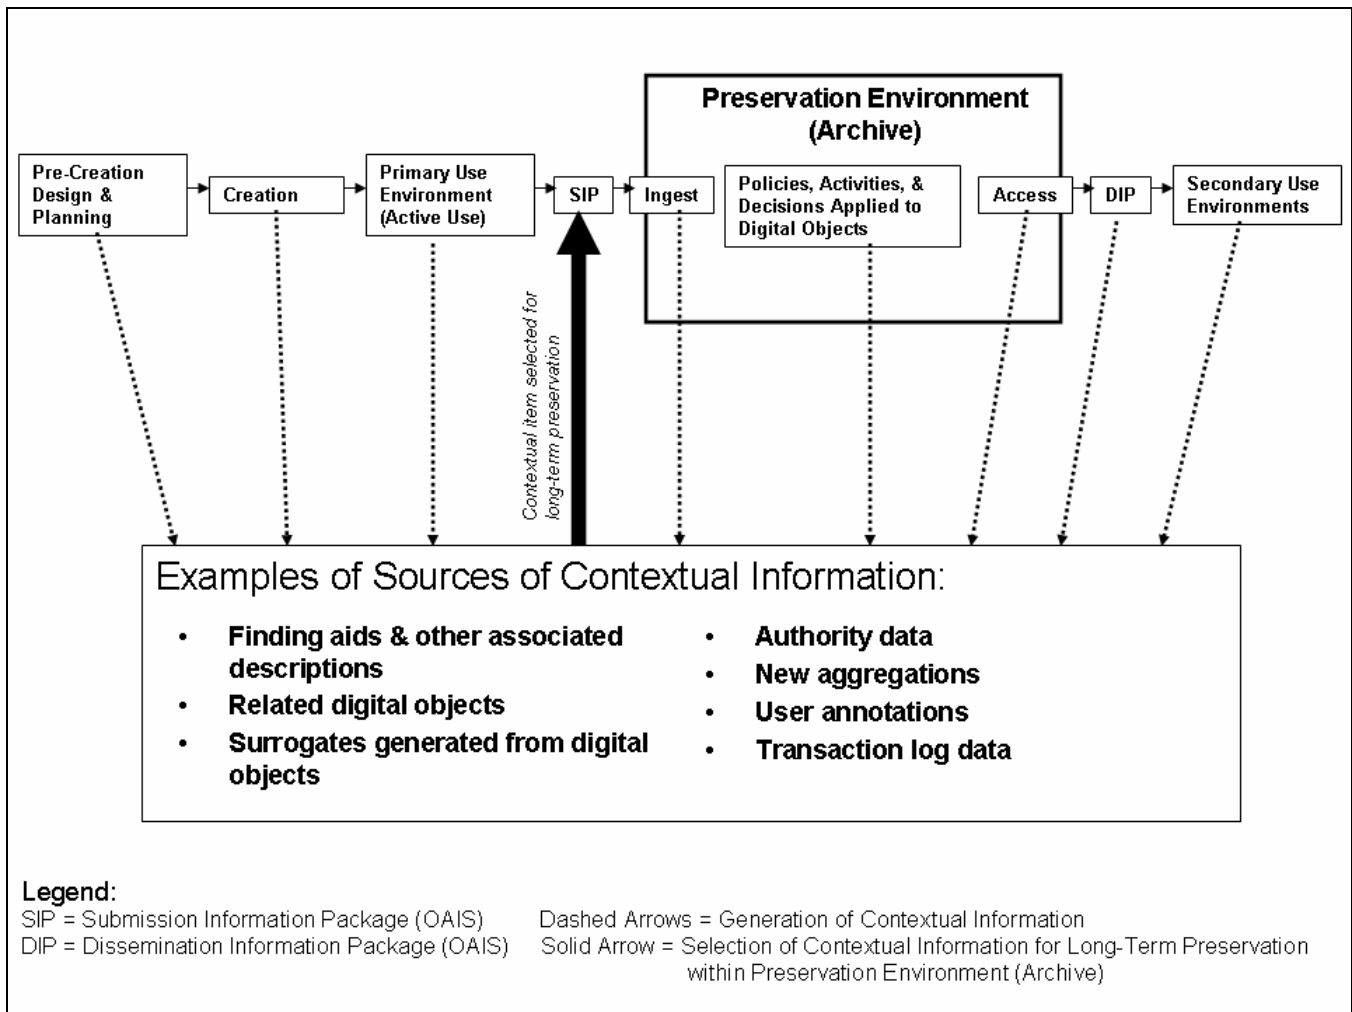 Preservation Environment
(Archive)
Pre-Creation
Design &
Planning
Creation
Primary Use
Environment
(Active Use)
SIP
Ingest
Policies, Activities, &
Decisions Applied to
Digital Objects
Access
DIP
Secondary Use
Environments
Contextual item selected for
long-term preservation
Examples of Sources of Contextual Information:
• Finding aids & other associated
descriptions
• Related digital objects
• Surrogates generated from digital
objects
• Authority data
• New aggregations
• User annotations
• Transaction log data
Legend:
SIP = Submission Information Package (OAIS)
DIP = Dissemination Information Package (OAIS)
Dashed Arrows = Generation of Contextual Information
Solid Arrow = Selection of Contextual Information for Long-Term Preservation
within Preservation Environment (Archive)